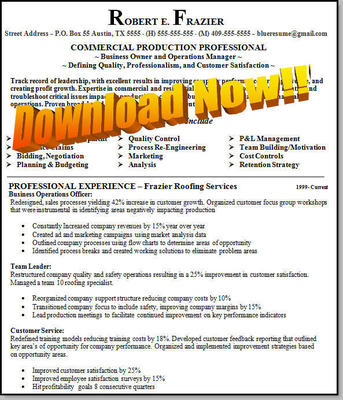 ROBERT E. FRAZIER
Street Address – P.O. Box 55 Austin, TX 5555 - (H) 555-555-555 - (M) 409-555-5555 – blueresume@gmail.com
COMMERCIAL PRODUCTION PROFESSIONAL
~ Business Owner and Operations Manager ~
~ Defining Quality, Professionalism, and Customer Satisfaction ~
Track record of leadership, with excellent results in improving
creating profit growth. Expertise in commercial and
troubleshoot critical issues
operations. Proven
Download Now!!
include
Quality Control
P&L Management
Claims
Process Re-Engineering
Team Building/Motivation
Bidding, Negotiation
Marketing
Cost Controls
Planning & Budgeting
Analysis
Retention Strategy
PROFESSIONAL EXPERIENCE – Frazier Roofing Services 1999- Current
Business Operations Officer:
Redesigned, sales processes yielding 42% increase in customer growth. Organized customer focus group workshops
that were instrumental in identifying areas negatively impacting production
Constantly Increased company revenues by 15% year over year
Created ad and marketing campaigns using market analysis data
Outlined company processes using flow charts to determine areas of opportunity
Identified process breaks and created working solutions to eliminate problem areas
Team Leader:
Restructured company quality and safety operations resulting in a 25% improvement in customer satisfaction.
Managed a team 10 roofing specialist.
Reorganized company support structure reducing company costs by 10%
Transitioned company focus to include safety, improving company margins by 15%
Lead production meetings to facilitate continued improvement on key performance indicators
Customer Service:
Redefined training models reducing training costs by 18%. Developed customer feedback reporting that outlined
key area's of opportunity for company performance. Organized and implemented improvement strategies based
on opportunity areas.
Improved customer satisfaction by 25%
Improved employee satisfaction surveys by 15%
Hit profitability goals 8 consecutive quarters